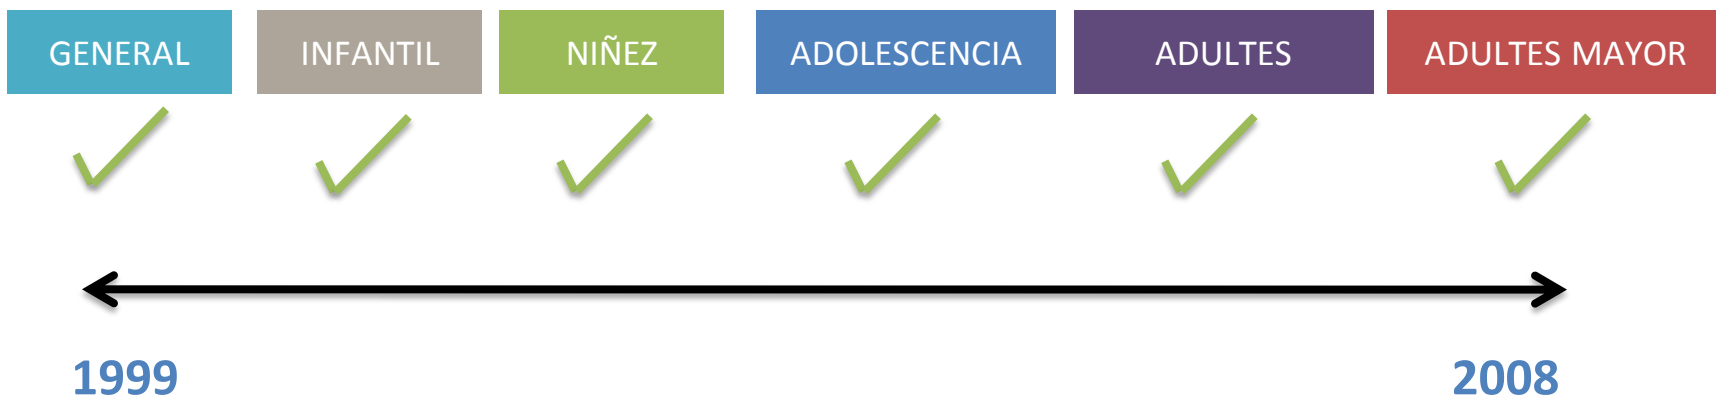 GENERAL INFANTIL NIÑEZ ADOLESCENCIA ADULTES ADULTES MAYOR
1999 2008